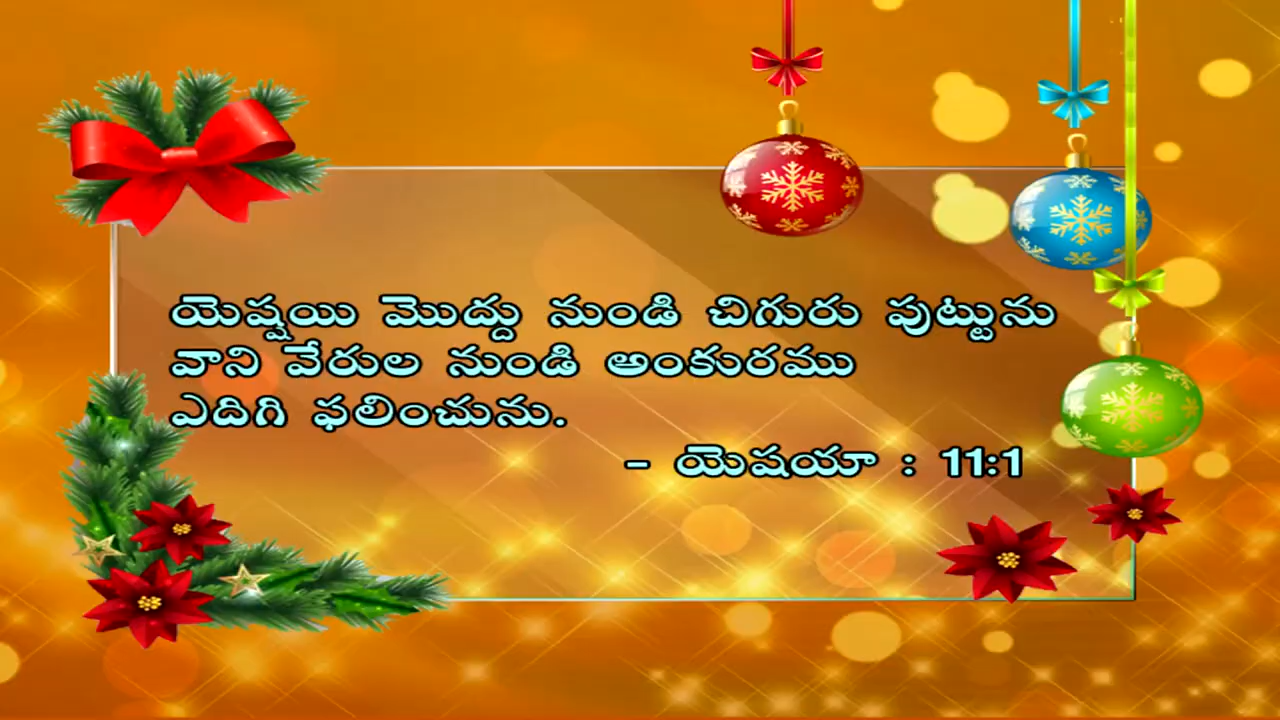 యెష్షయి మొద్దు నుండి చిగురు పుట్టును
వాని వేరుల నుండి అంకురము
ఎదిగి ఫలించును.
- యెషయా : 11:1